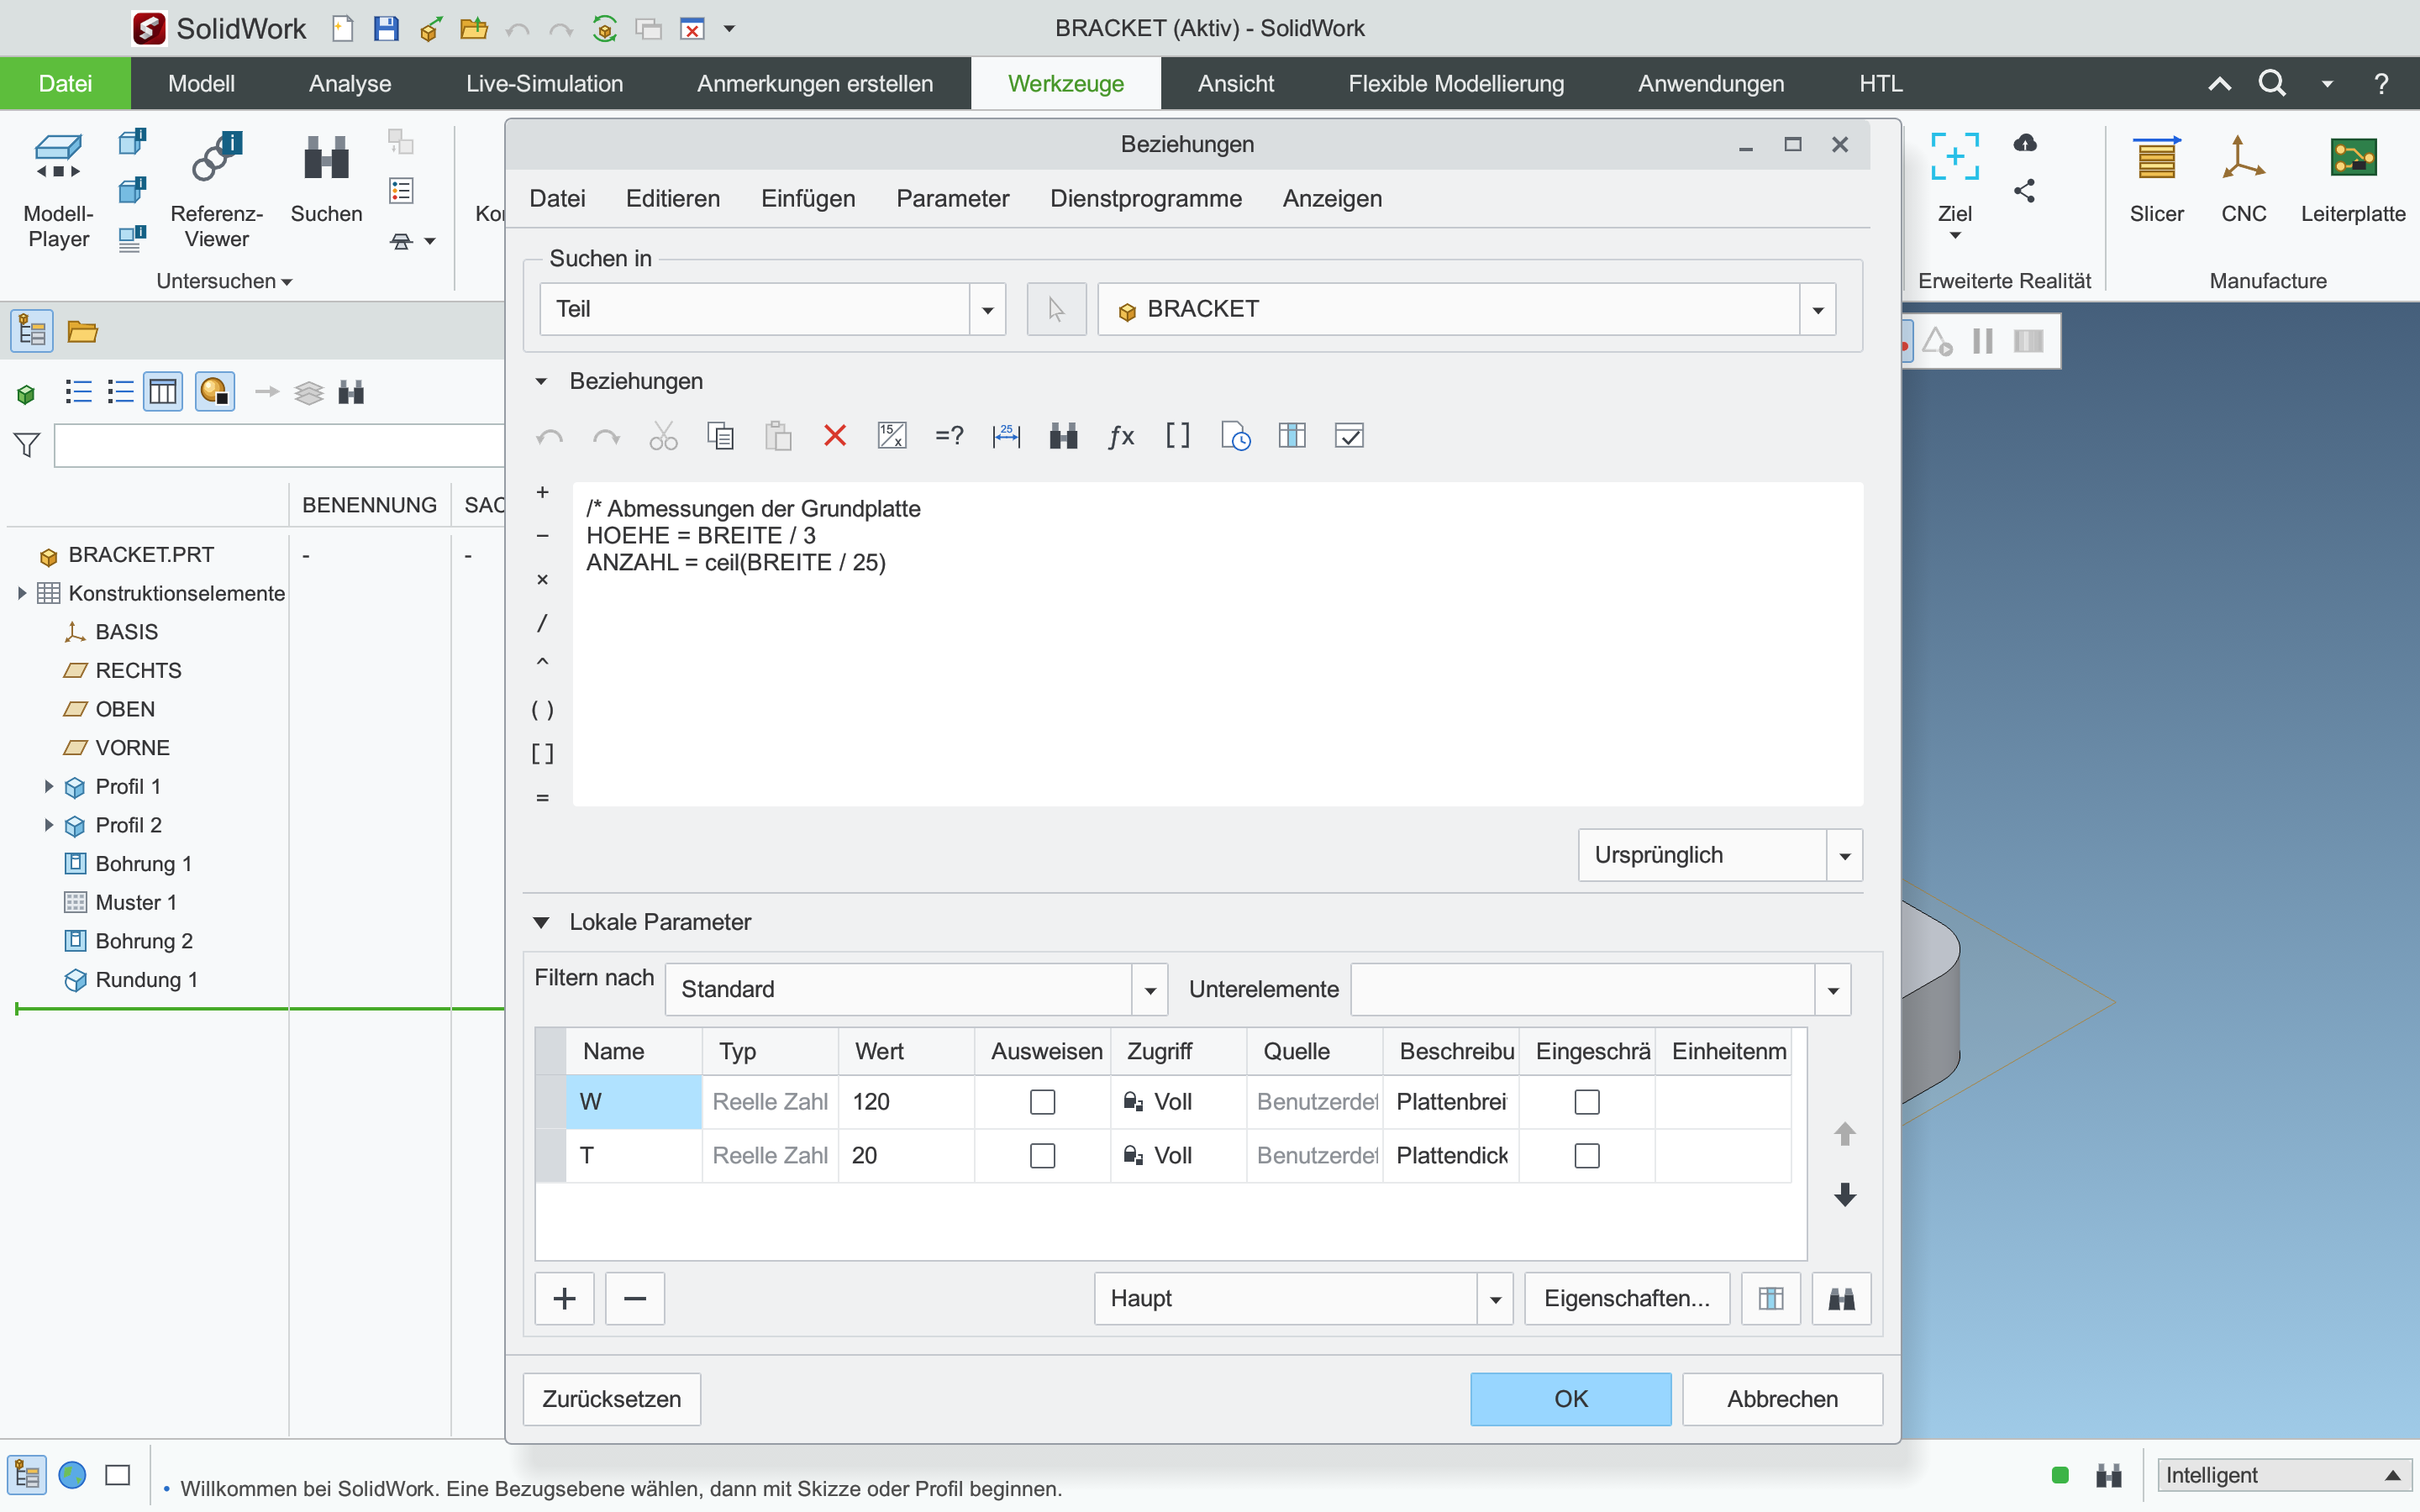 SolidWork
BRACKET (Aktiv) - SolidWork
Datei
Modell
Analyse
Live-Simulation
Anmerkungen erstellen
Werkzeuge
Ansicht
Flexible Modellierung
Anwendungen
HTL
?
Modell-
Player
Referenz-
Viewer
Suchen
Untersuchen
Ko
Ziel
Erweiterte Realität
Slicer
CNC
Leiterplatte
Manufacture
BENENNUNG
SAC
BRACKET.PRT
-
-
Konstruktionselemente
BASIS
RECHTS
OBEN
VORNE
Profil 1
Profil 2
Bohrung 1
Muster 1
Bohrung 2
Rundung 1
Beziehungen
Datei
Editieren
Einfügen
Parameter
Dienstprogramme
Anzeigen
Suchen in
Teil
BRACKET
Beziehungen
15
x
=?
25
ƒx
[ ]
+
−
×
/
^
( )
[ ]
=
/* Abmessungen der Grundplatte
HOEHE = BREITE / 3
ANZAHL = ceil(BREITE / 25)
Ursprünglich
Lokale Parameter
Filtern nach
Standard
Unterelemente
Name
Typ
Wert
Ausweisen
Zugriff
Quelle
Beschreibu
Eingeschrä
Einheitenm
W
Reelle Zahl
120
Voll
Benutzerdef
Plattenbrei
T
Reelle Zahl
20
Voll
Benutzerdef
Plattendick
Haupt
Eigenschaften...
Zurücksetzen
OK
Abbrechen
• Willkommen bei SolidWork. Eine Bezugsebene wählen, dann mit Skizze oder Profil beginnen.
Intelligent